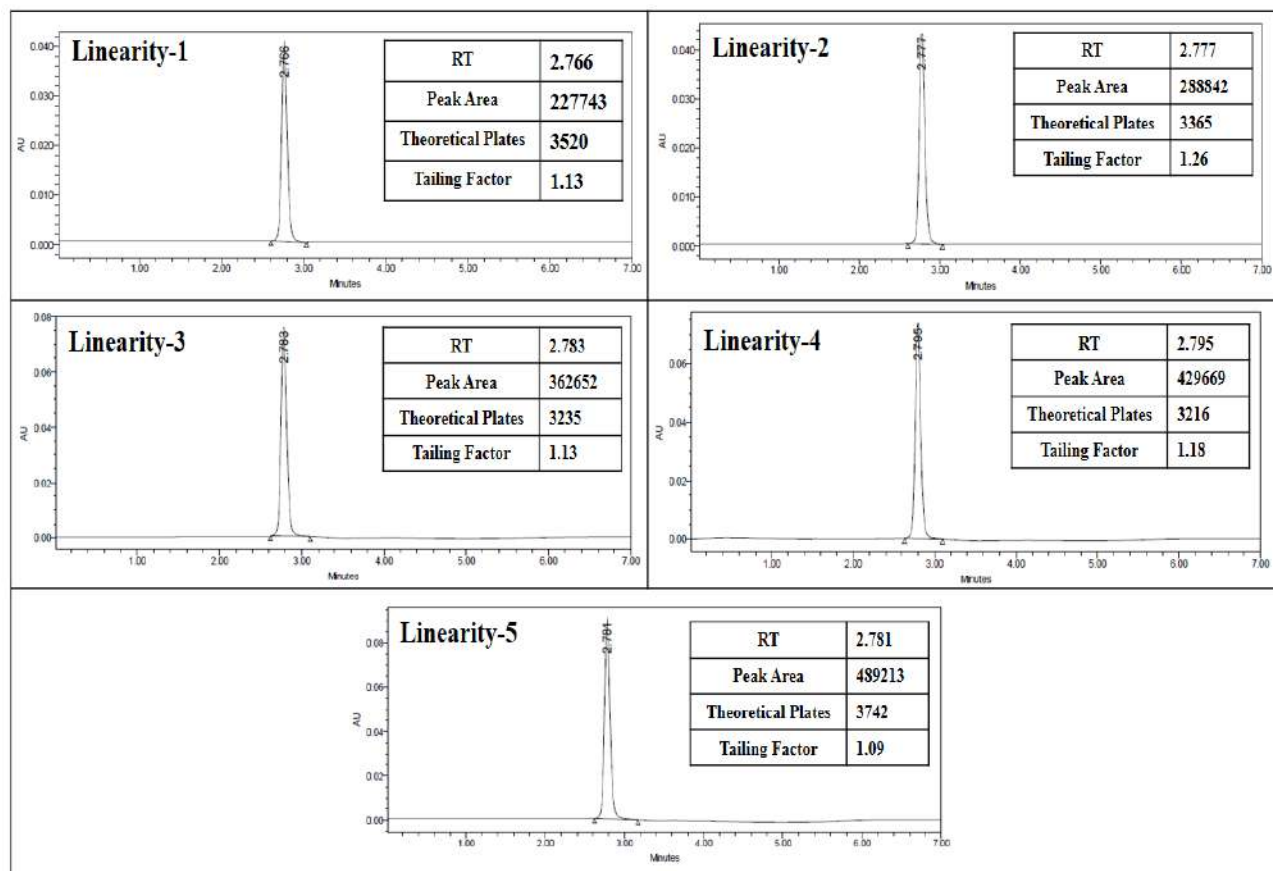 Linearity-1
RT 2.766
Peak Area 227743
Theoretical Plates 3520
Tailing Factor 1.13
2.766
AU
0.040
0.030
0.020
0.010
0.000
1.00 2.00 3.00 4.00 5.00 6.00 7.00
Minutes
Linearity-2
RT 2.777
Peak Area 288842
Theoretical Plates 3365
Tailing Factor 1.26
2.777
AU
0.040
0.030
0.020
0.010
0.000
1.00 2.00 3.00 4.00 5.00 6.00 7.00
Minutes
Linearity-3
RT 2.783
Peak Area 362652
Theoretical Plates 3235
Tailing Factor 1.13
2.783
AU
0.08
0.06
0.04
0.02
0.00
1.00 2.00 3.00 4.00 5.00 6.00 7.00
Minutes
Linearity-4
RT 2.795
Peak Area 429669
Theoretical Plates 3216
Tailing Factor 1.18
2.795
AU
0.06
0.04
0.02
0.00
1.00 2.00 3.00 4.00 5.00 6.00 7.00
Minutes
Linearity-5
RT 2.781
Peak Area 489213
Theoretical Plates 3742
Tailing Factor 1.09
2.781
AU
0.08
0.06
0.04
0.02
0.00
1.00 2.00 3.00 4.00 5.00 6.00 7.00
Minutes